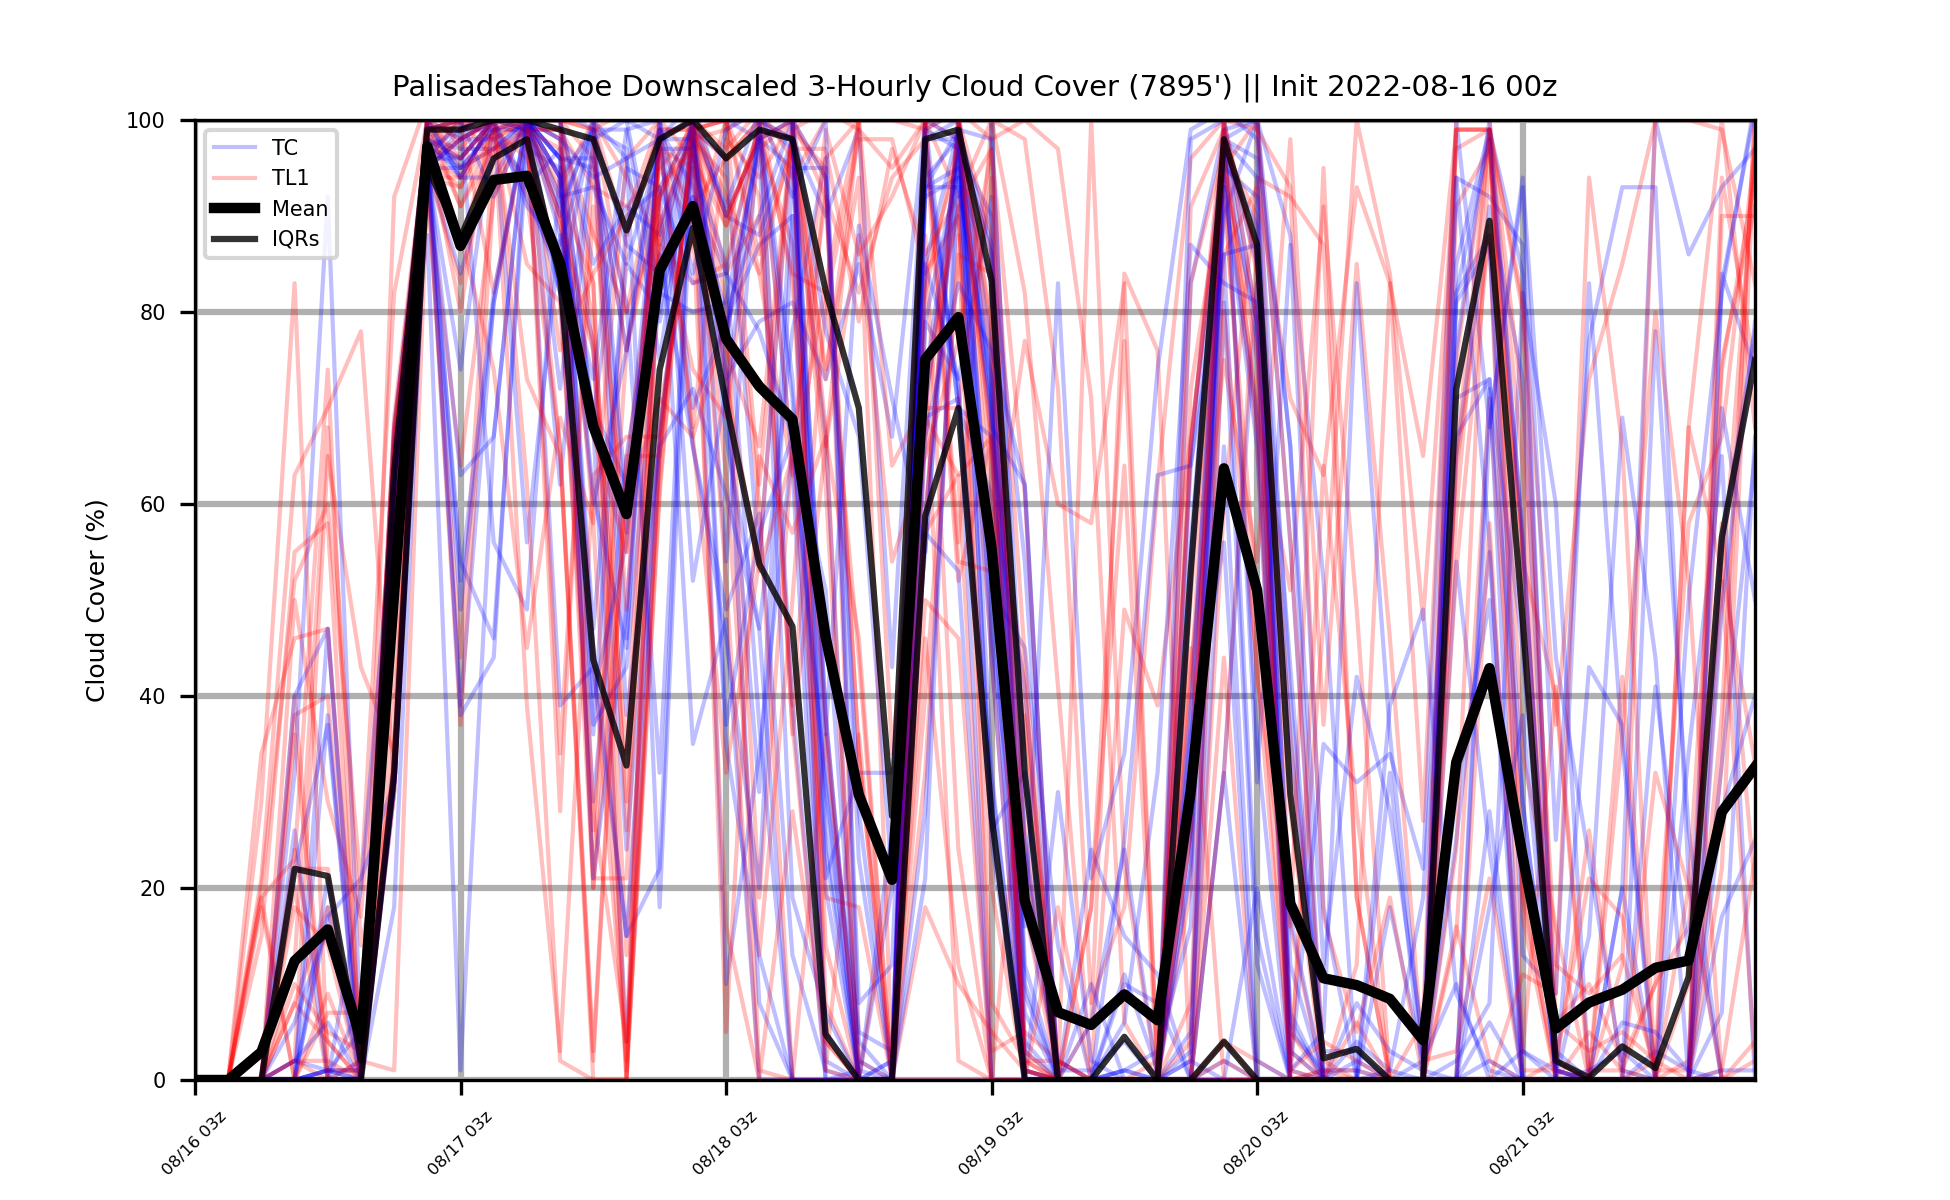 PalisadesTahoe Downscaled 3-Hourly Cloud Cover (7895') || Init 2022-08-16 00z
Cloud Cover (%)
100
80
60
40
20
0
TC
TL1
Mean
IQRs
08/16 03z
08/17 03z
08/18 03z
08/19 03z
08/20 03z
08/21 03z